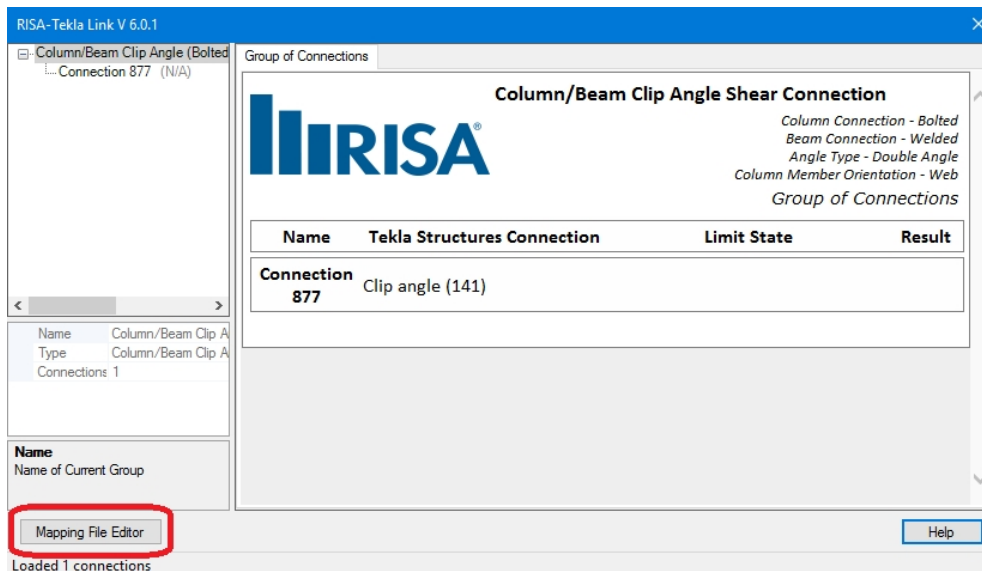 RISA-Tekla Link V 6.0.1
Column/Beam Clip Angle (Bolted
Connection 877 (N/A)
Group of Connections
RISA®
Column/Beam Clip Angle Shear Connection
Column Connection - Bolted
Beam Connection - Welded
Angle Type - Double Angle
Column Member Orientation - Web
Group of Connections
Name Tekla Structures Connection Limit State Result
Connection
877
Clip angle (141)
Name Column/Beam Clip A
Type Column/Beam Clip A
Connections 1
Name
Name of Current Group
Mapping File Editor
Help
Loaded 1 connections